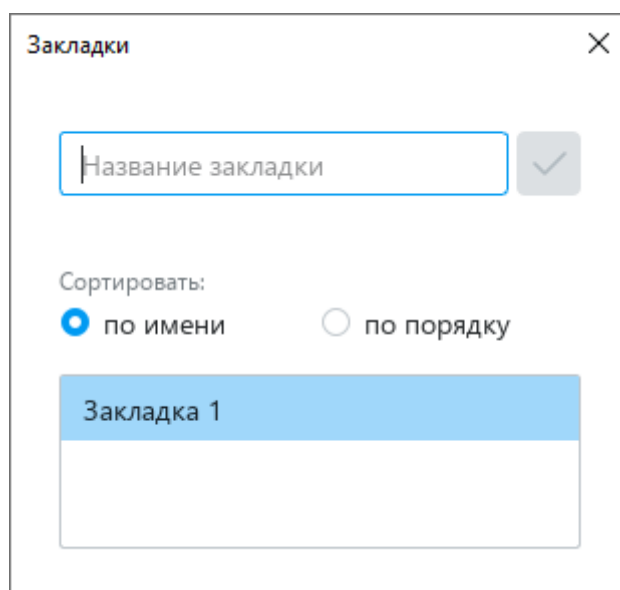 Закладки
Название закладки
Сортировать:
по имени по порядку
Закладка 1